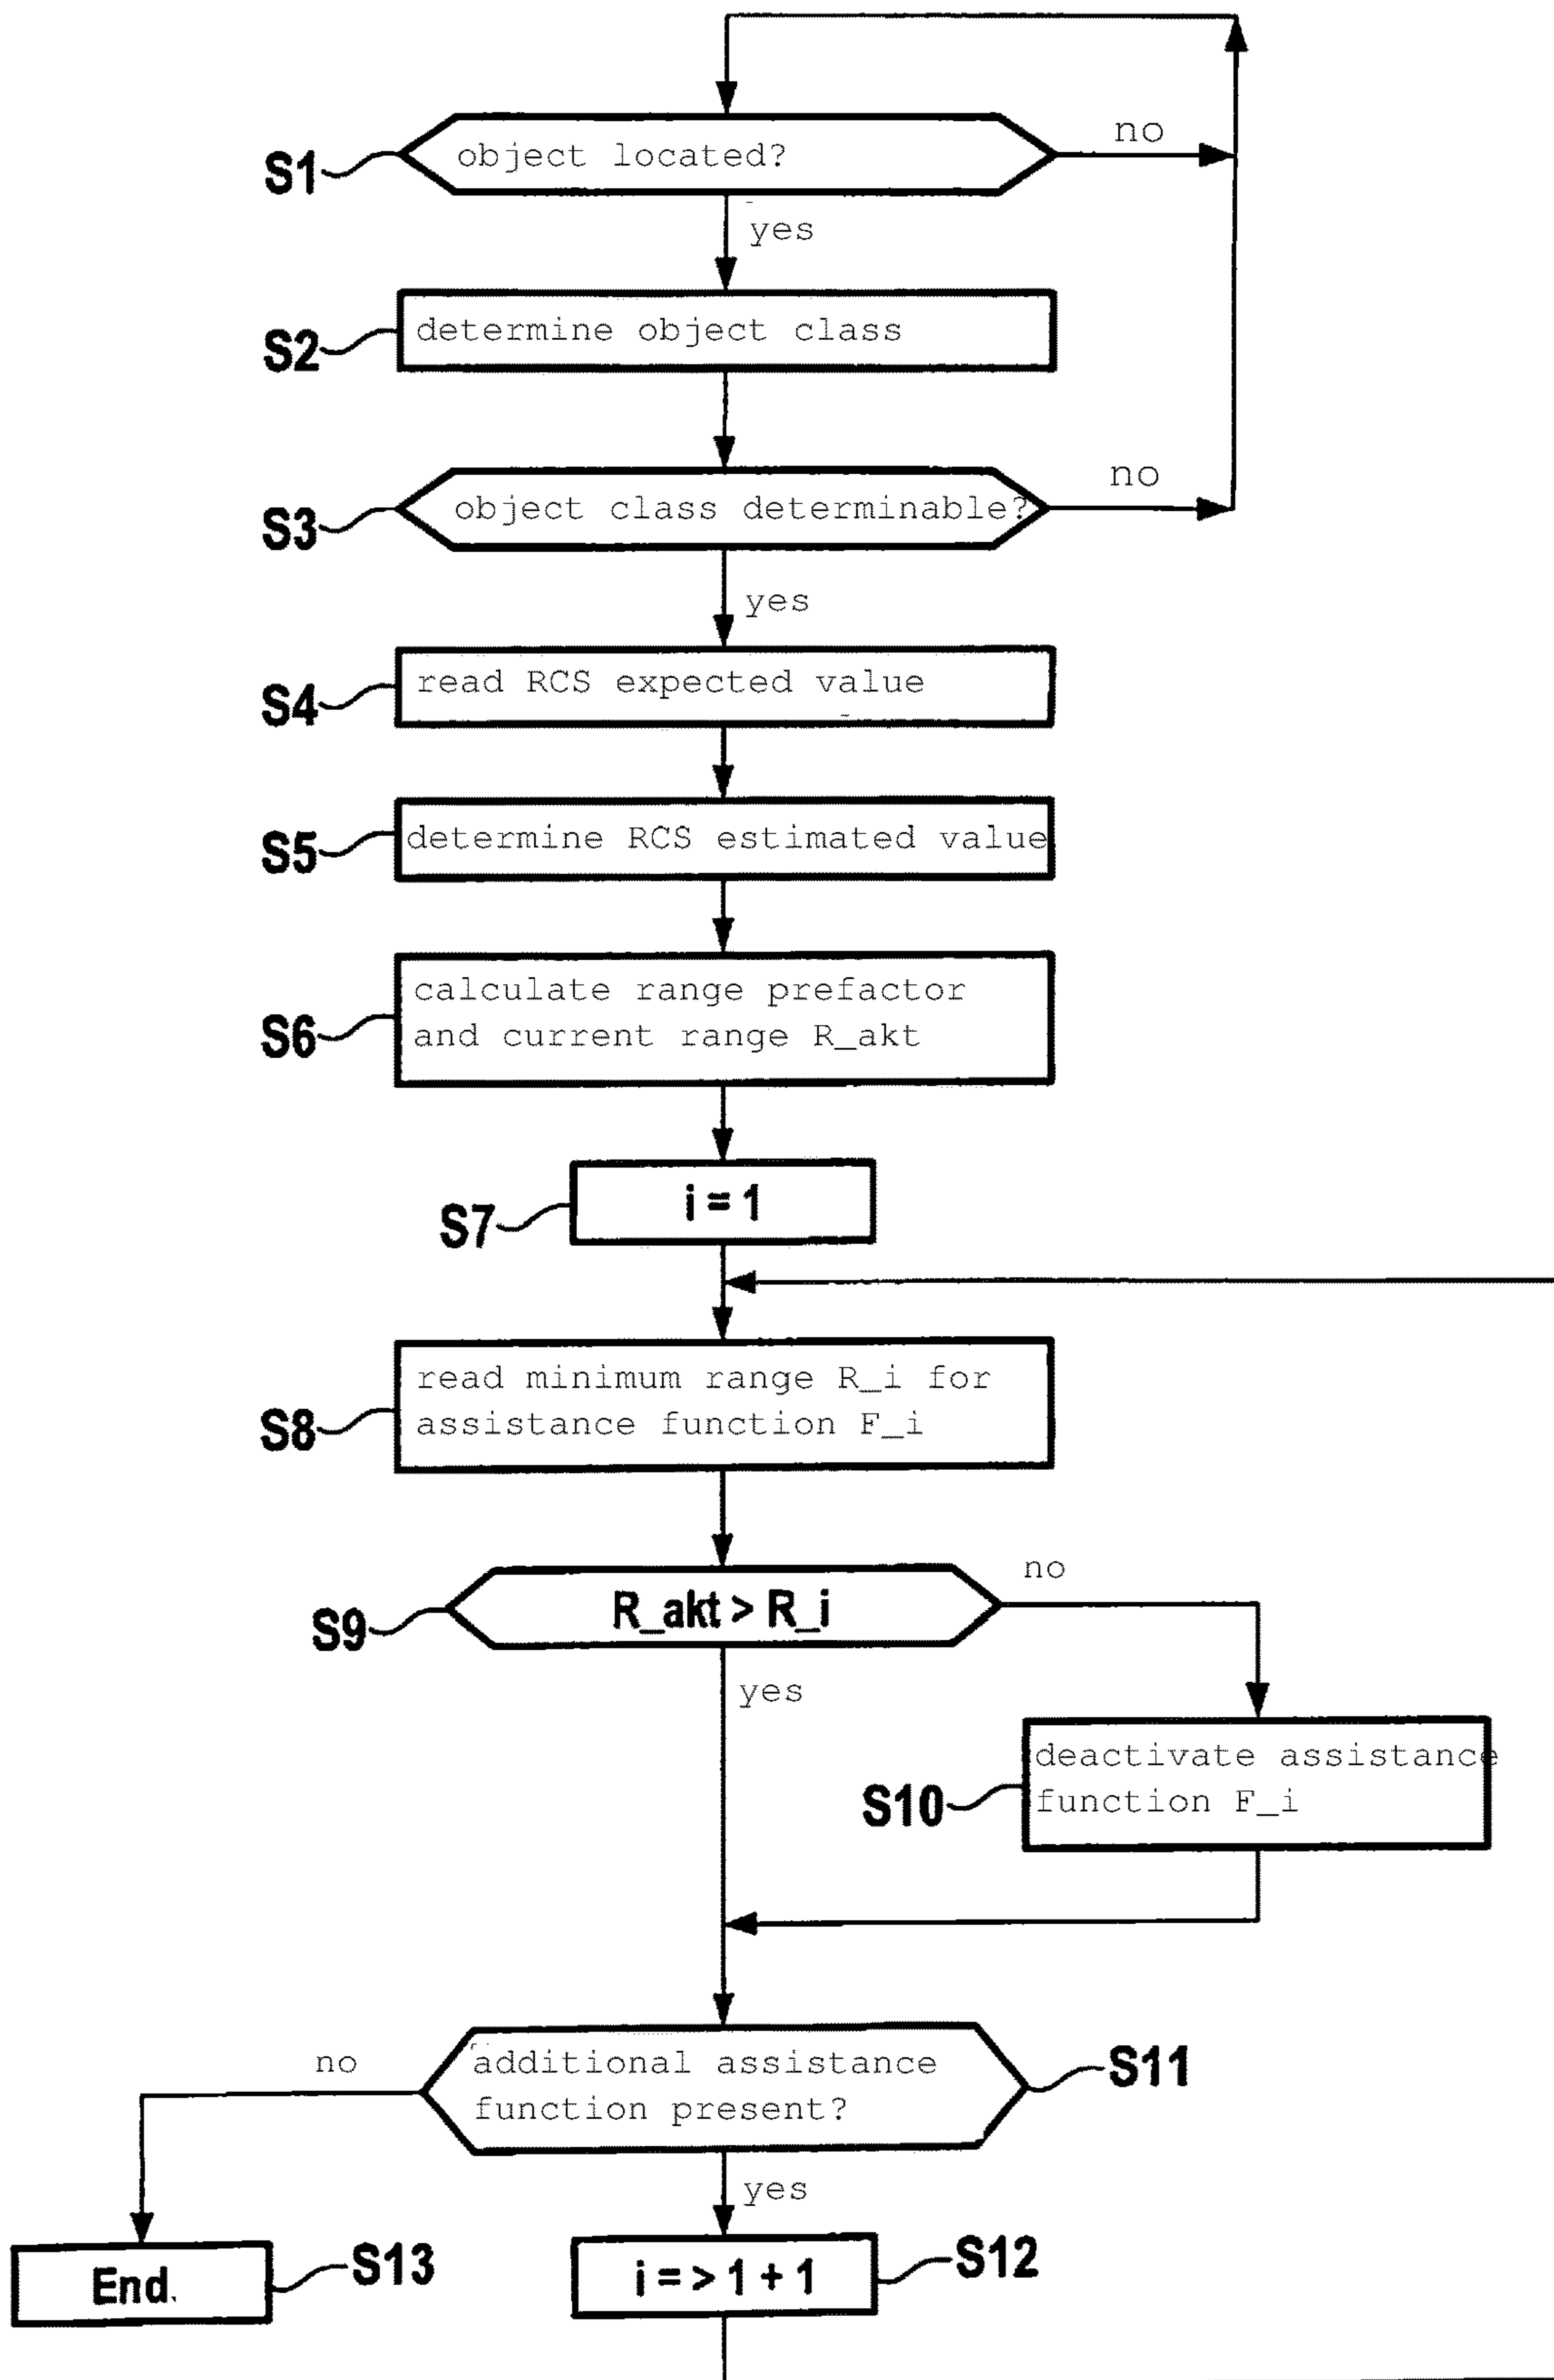 no
S1
object located?
yes
S2
determine object class
no
S3
object class determinable?
yes
S4
read RCS expected value
S5
determine RCS estimated value
S6
calculate range prefactor
and current range R_akt
S7
i = 1
S8
read minimum range R_i for
assistance function F_i
no
S9
R_akt > R_i
yes
S10
deactivate assistance
function F_i
no
additional assistance
function present?
S11
yes
End.
S13
i = > 1 + 1
S12